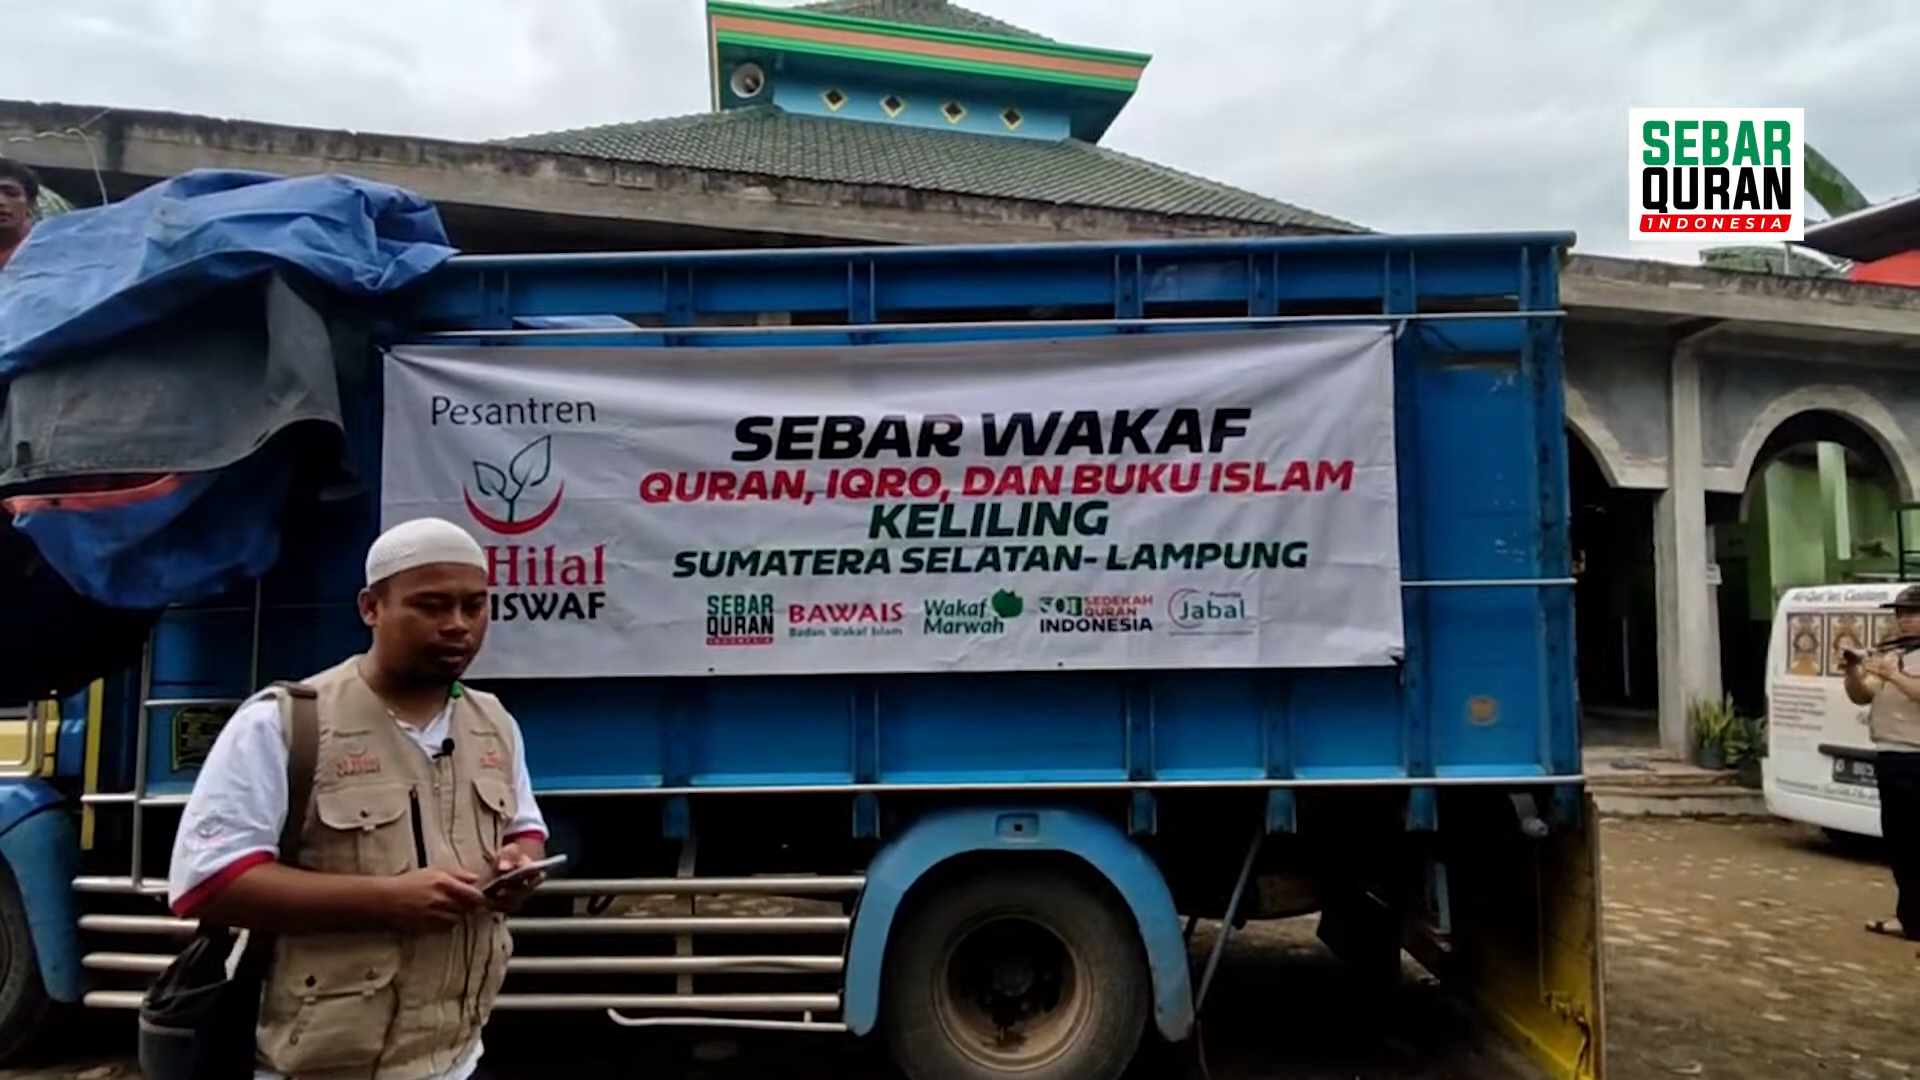 SEBAR
QURAN
INDONESIA
Pesantren
Hilal
ISWAF
SEBAR WAKAF
QURAN, IQRO, DAN BUKU ISLAM
KELILING
SUMATERA SELATAN- LAMPUNG
SEBAR
QURAN
INDONESIA
BAWAIS
Badan Wakaf Islam
Wakaf
Marwah
SEDEKAH
QURAN
INDONESIA
Jabal